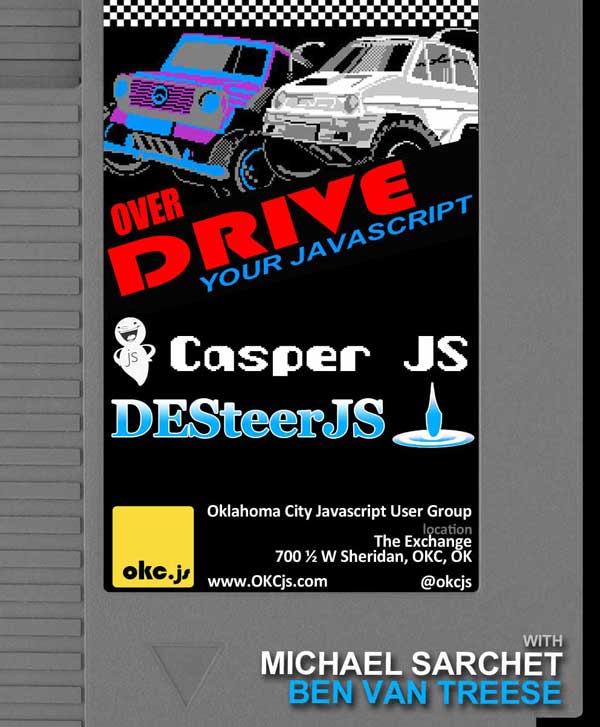 OVER
DRIVE
YOUR JAVASCRIPT
js
Casper JS
DESteerJS
Oklahoma City Javascript User Group
location
The Exchange
700 ½ W Sheridan, OKC, OK
okc.js
www.OKCjs.com @okcjs
WITH
MICHAEL SARCHET
BEN VAN TREESE